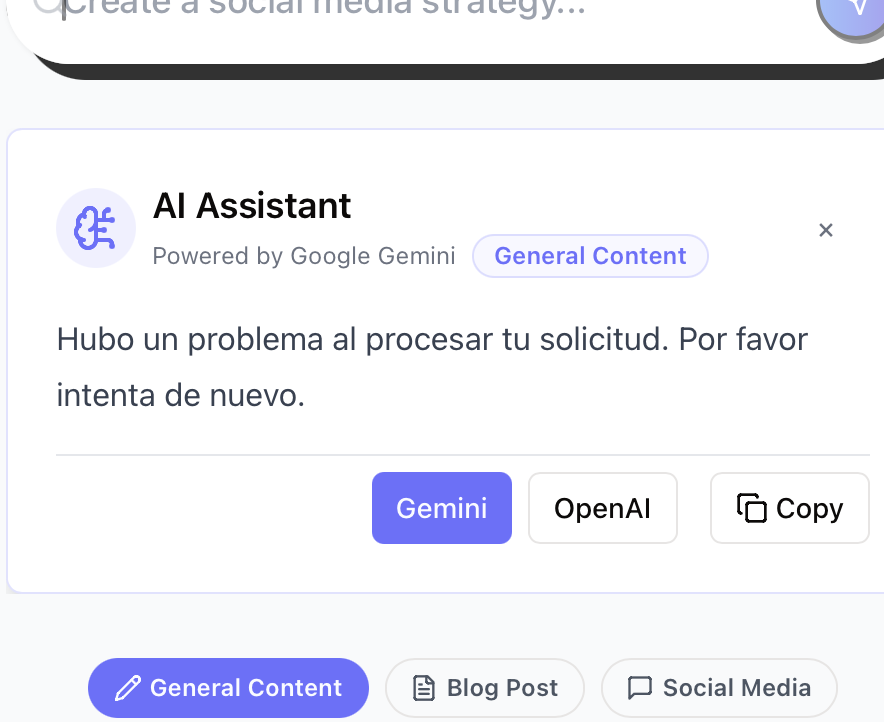 Create a social media strategy...
AI Assistant
Powered by Google Gemini General Content
×
Hubo un problema al procesar tu solicitud. Por favor
intenta de nuevo.
Gemini OpenAI Copy
General Content Blog Post Social Media